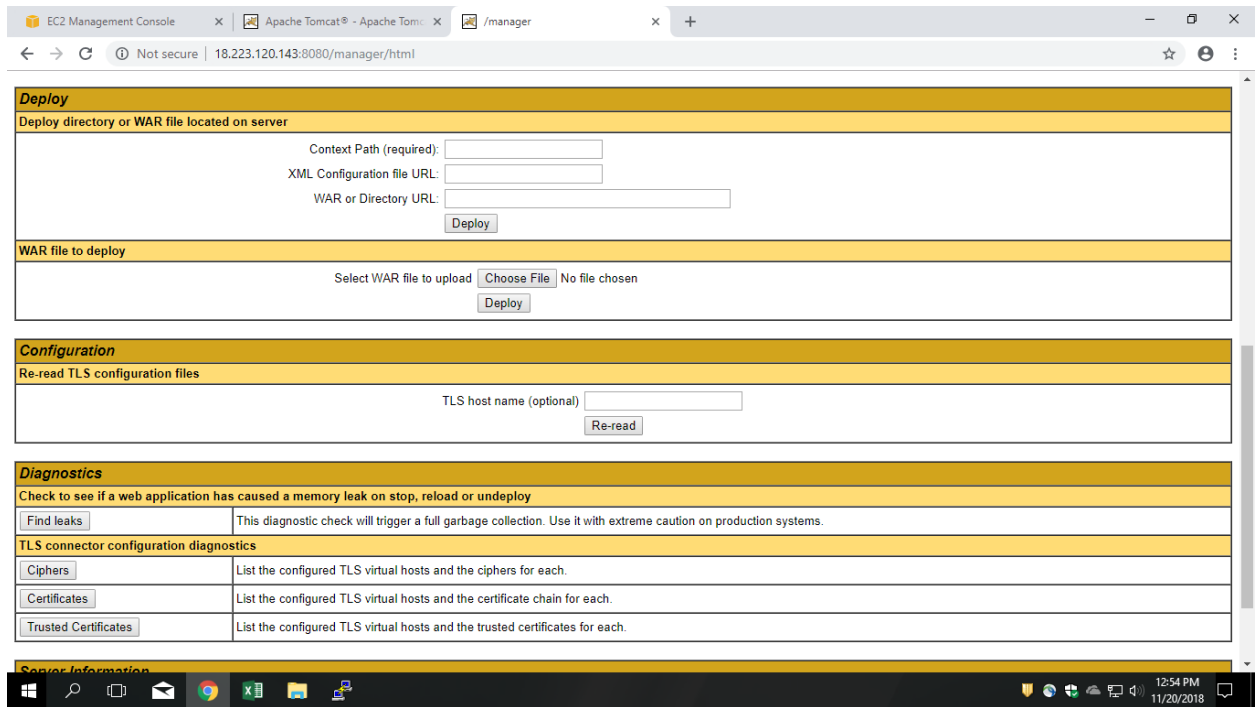 EC2 Management Console
Apache Tomcat® - Apache Tomc
/manager
Not secure | 18.223.120.143:8080/manager/html
Deploy
Deploy directory or WAR file located on server
Context Path (required):
XML Configuration file URL:
WAR or Directory URL:
Deploy
WAR file to deploy
Select WAR file to upload Choose File No file chosen
Deploy
Configuration
Re-read TLS configuration files
TLS host name (optional)
Re-read
Diagnostics
Check to see if a web application has caused a memory leak on stop, reload or undeploy
Find leaks This diagnostic check will trigger a full garbage collection. Use it with extreme caution on production systems.
TLS connector configuration diagnostics
Ciphers List the configured TLS virtual hosts and the ciphers for each.
Certificates List the configured TLS virtual hosts and the certificate chain for each.
Trusted Certificates List the configured TLS virtual hosts and the trusted certificates for each.
Server Information
12:54 PM
11/20/2018